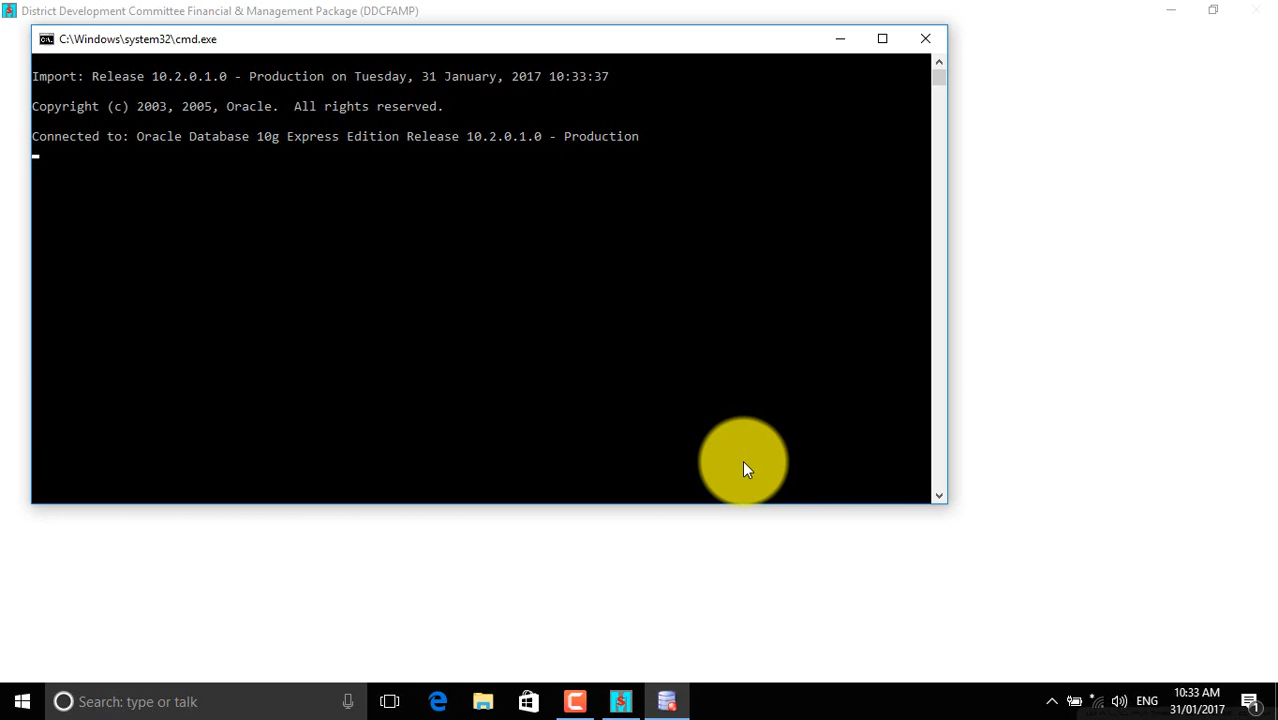 District Development Committee Financial & Management Package (DDCFAMP)
C:\Windows\system32\cmd.exe
Import: Release 10.2.0.1.0 - Production on Tuesday, 31 January, 2017 10:33:37
Copyright (c) 2003, 2005, Oracle.  All rights reserved.
Connected to: Oracle Database 10g Express Edition Release 10.2.0.1.0 - Production
Search: type or talk
ENG
10:33 AM
31/01/2017
1